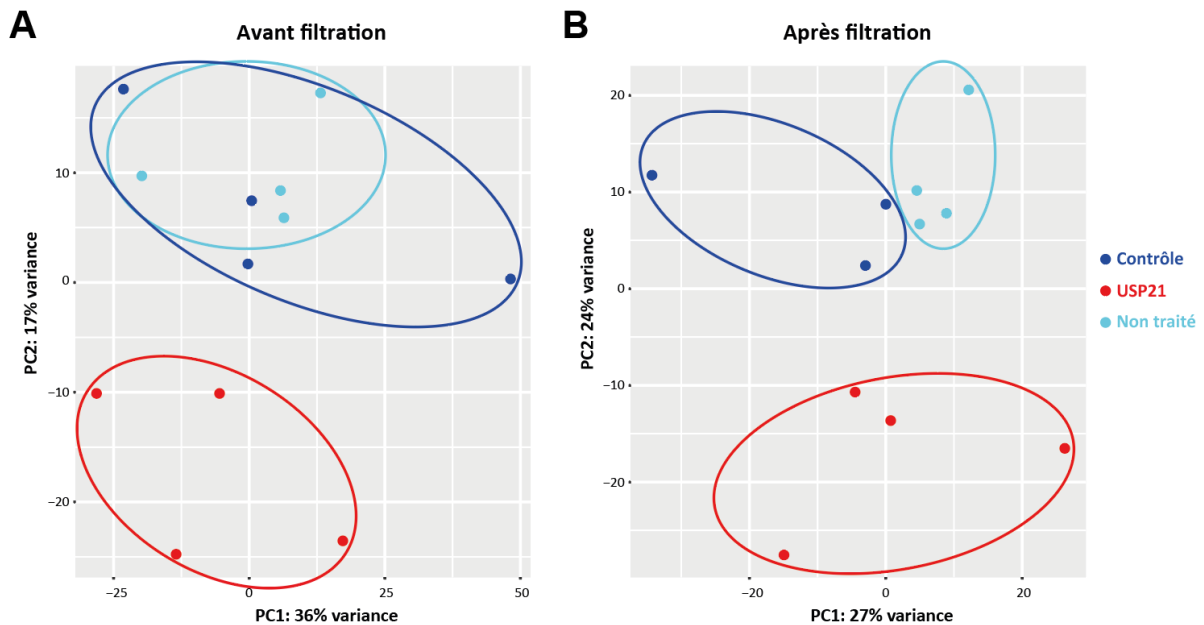 A
Avant filtration
10
0
−10
−20
PC2: 17% variance
−25
0
25
50
PC1: 36% variance
B
Après filtration
20
10
0
−10
−20
PC2: 24% variance
−20
0
20
PC1: 27% variance
Contrôle
USP21
Non traité